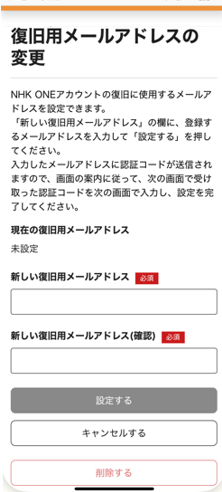 復旧用メールアドレスの
変更
NHK ONEアカウントの復旧に使用するメールア
ドレスを設定できます。
「新しい復旧用メールアドレス」の欄に、登録す
るメールアドレスを入力して「設定する」を押し
てください。
入力したメールアドレスに認証コードが送信され
ますので、画面の案内に従って、次の画面で受け
取った認証コードを次の画面で入力し、設定を完
了してください。
現在の復旧用メールアドレス
未設定
新しい復旧用メールアドレス 必須
新しい復旧用メールアドレス(確認) 必須
設定する
キャンセルする
削除する